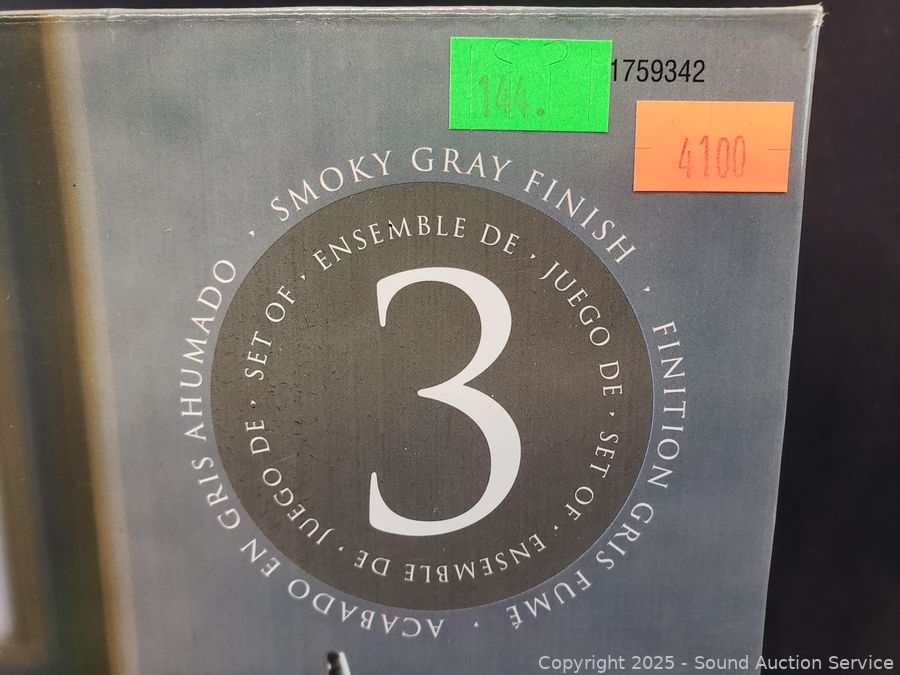 144.
1759342
4100
SMOKY GRAY FINISH · FINITION GRIS FUMÉ · ACABADO EN GRIS AHUMADO ·
SET OF · ENSEMBLE DE · JUEGO DE · SET OF · ENSEMBLE DE · JUEGO DE ·
3
Copyright 2025 - Sound Auction Service